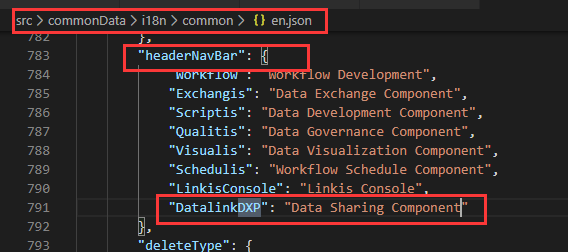 src > commonData > i18n > common > en.json
782 },
783 "headerNavBar": {
784 "Workflow": "Workflow Development",
785 "Exchangis": "Data Exchange Component",
786 "Scriptis": "Data Development Component",
787 "Qualitis": "Data Governance Component",
788 "Visualis": "Data Visualization Component",
789 "Schedulis": "Workflow Schedule Component",
790 "LinkisConsole": "Linkis Console",
791 "DatalinkDXP": "Data Sharing Component"
792 },
793 "deleteType": {